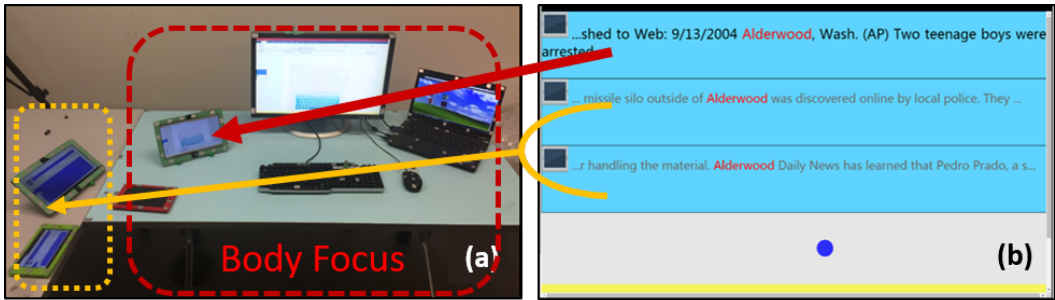 Body Focus
(a)
...shed to Web: 9/13/2004 Alderwood, Wash. (AP) Two teenage boys were
arrested
... missile silo outside of Alderwood was discovered online by local police. They ...
...r handling the material. Alderwood Daily News has learned that Pedro Prado, a s...
(b)